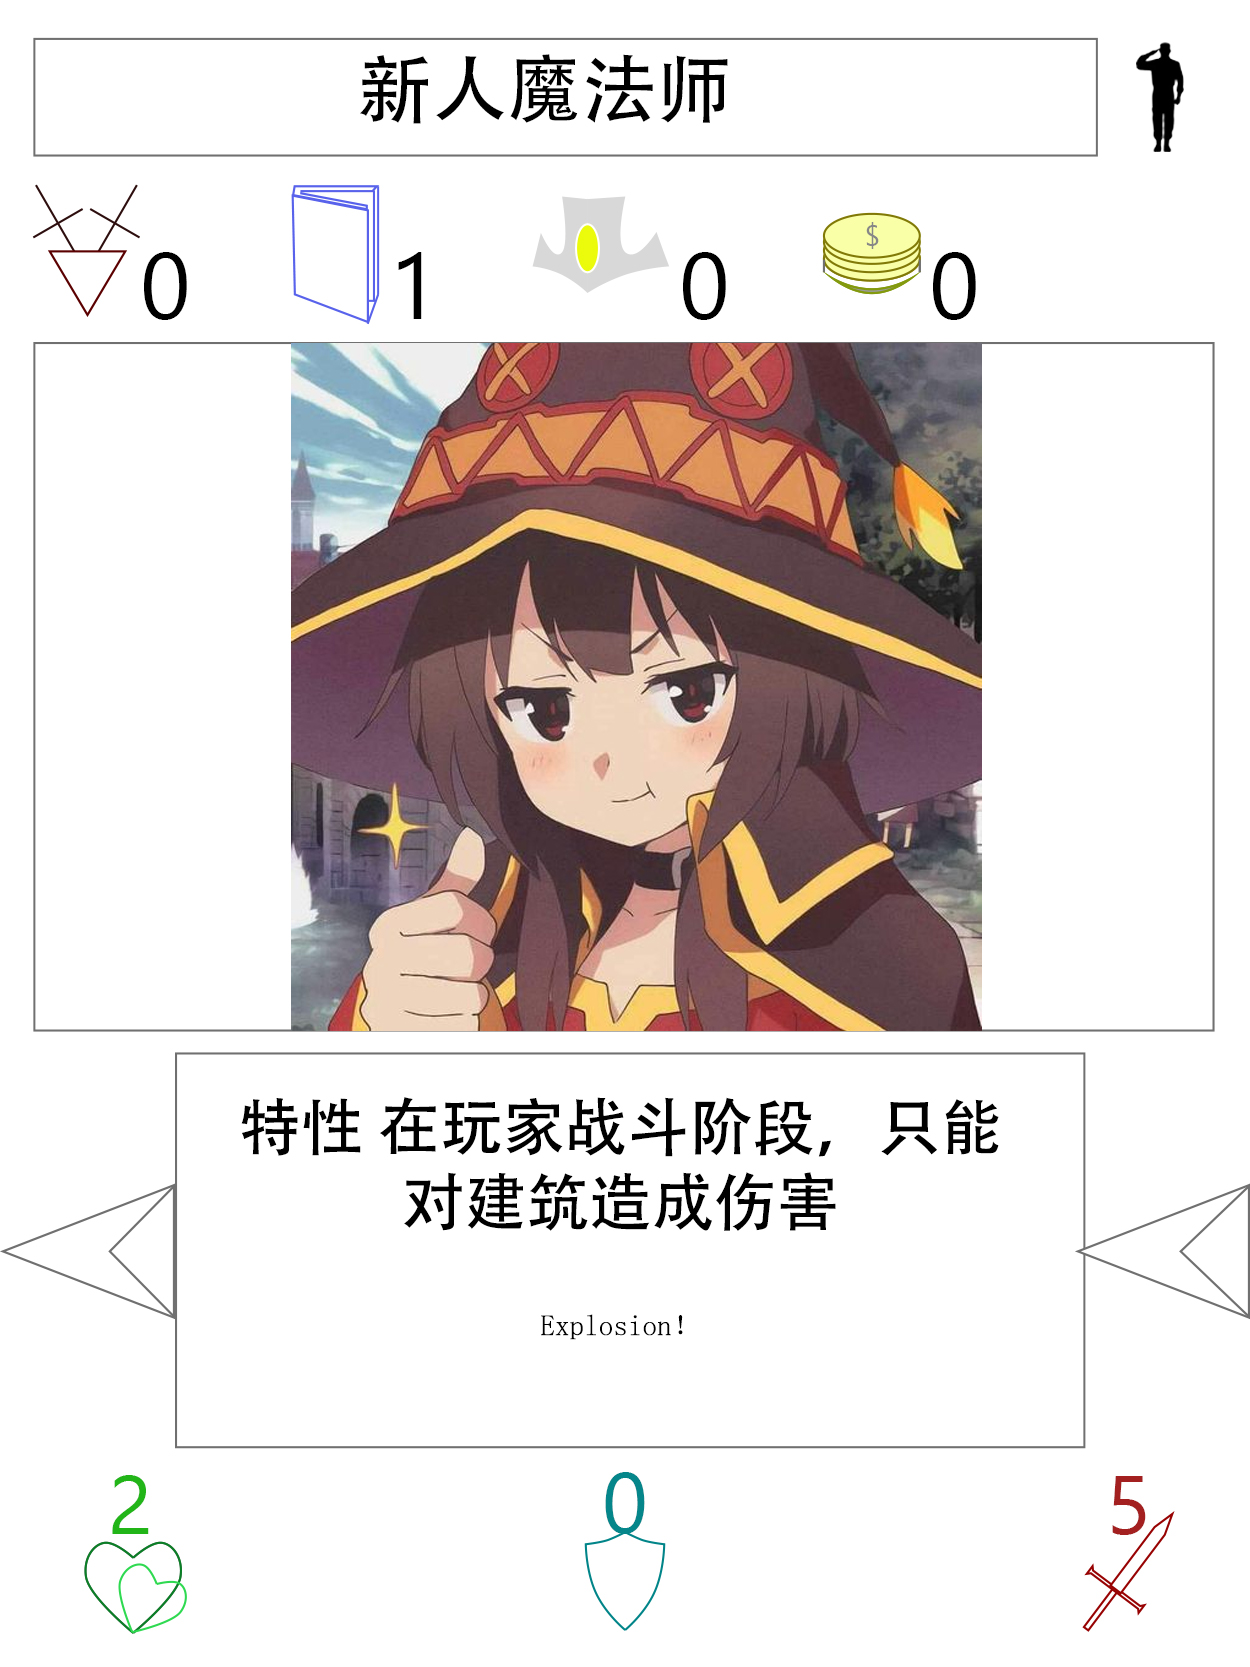 新人魔法师
0 1 0 $ 0
特性 在玩家战斗阶段，只能
对建筑造成伤害
Explosion!
2 0 5